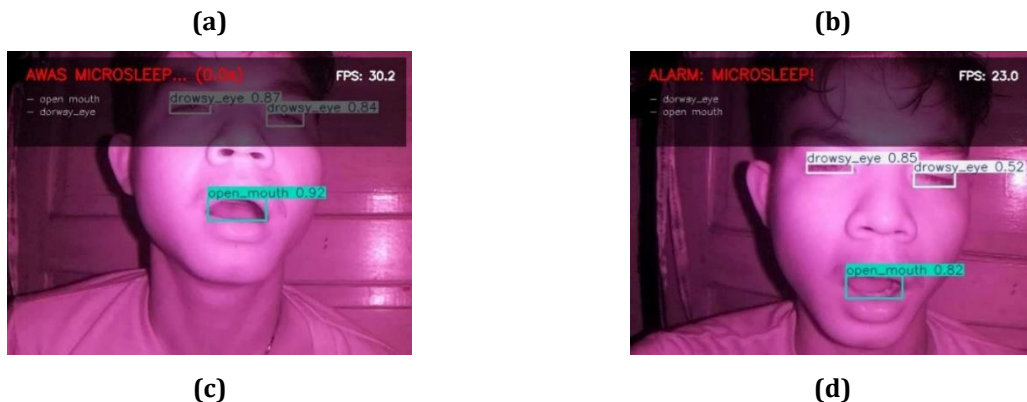 (a)
(b)
AWAS MICROSLEEP... (0.0s)
FPS: 30.2
— open mouth
— dorway_eye
drowsy_eye 0.87
drowsy_eye 0.84
open_mouth 0.92
ALARM: MICROSLEEP!
FPS: 23.0
— dorway_eye
— open mouth
drowsy_eye 0.85
drowsy_eye 0.52
open_mouth 0.82
(c)
(d)